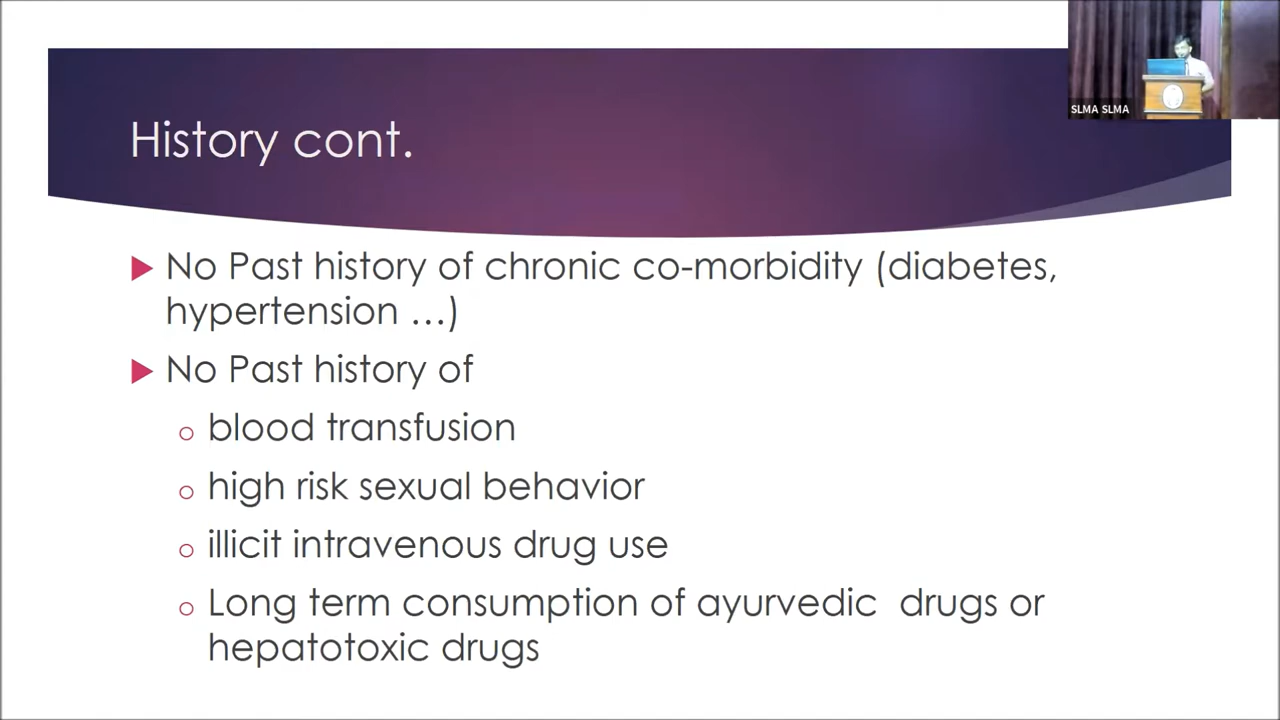 SLMA SLMA
History cont.
No Past history of chronic co-morbidity (diabetes,
hypertension …)
No Past history of
blood transfusion
high risk sexual behavior
illicit intravenous drug use
Long term consumption of ayurvedic  drugs or
hepatotoxic drugs